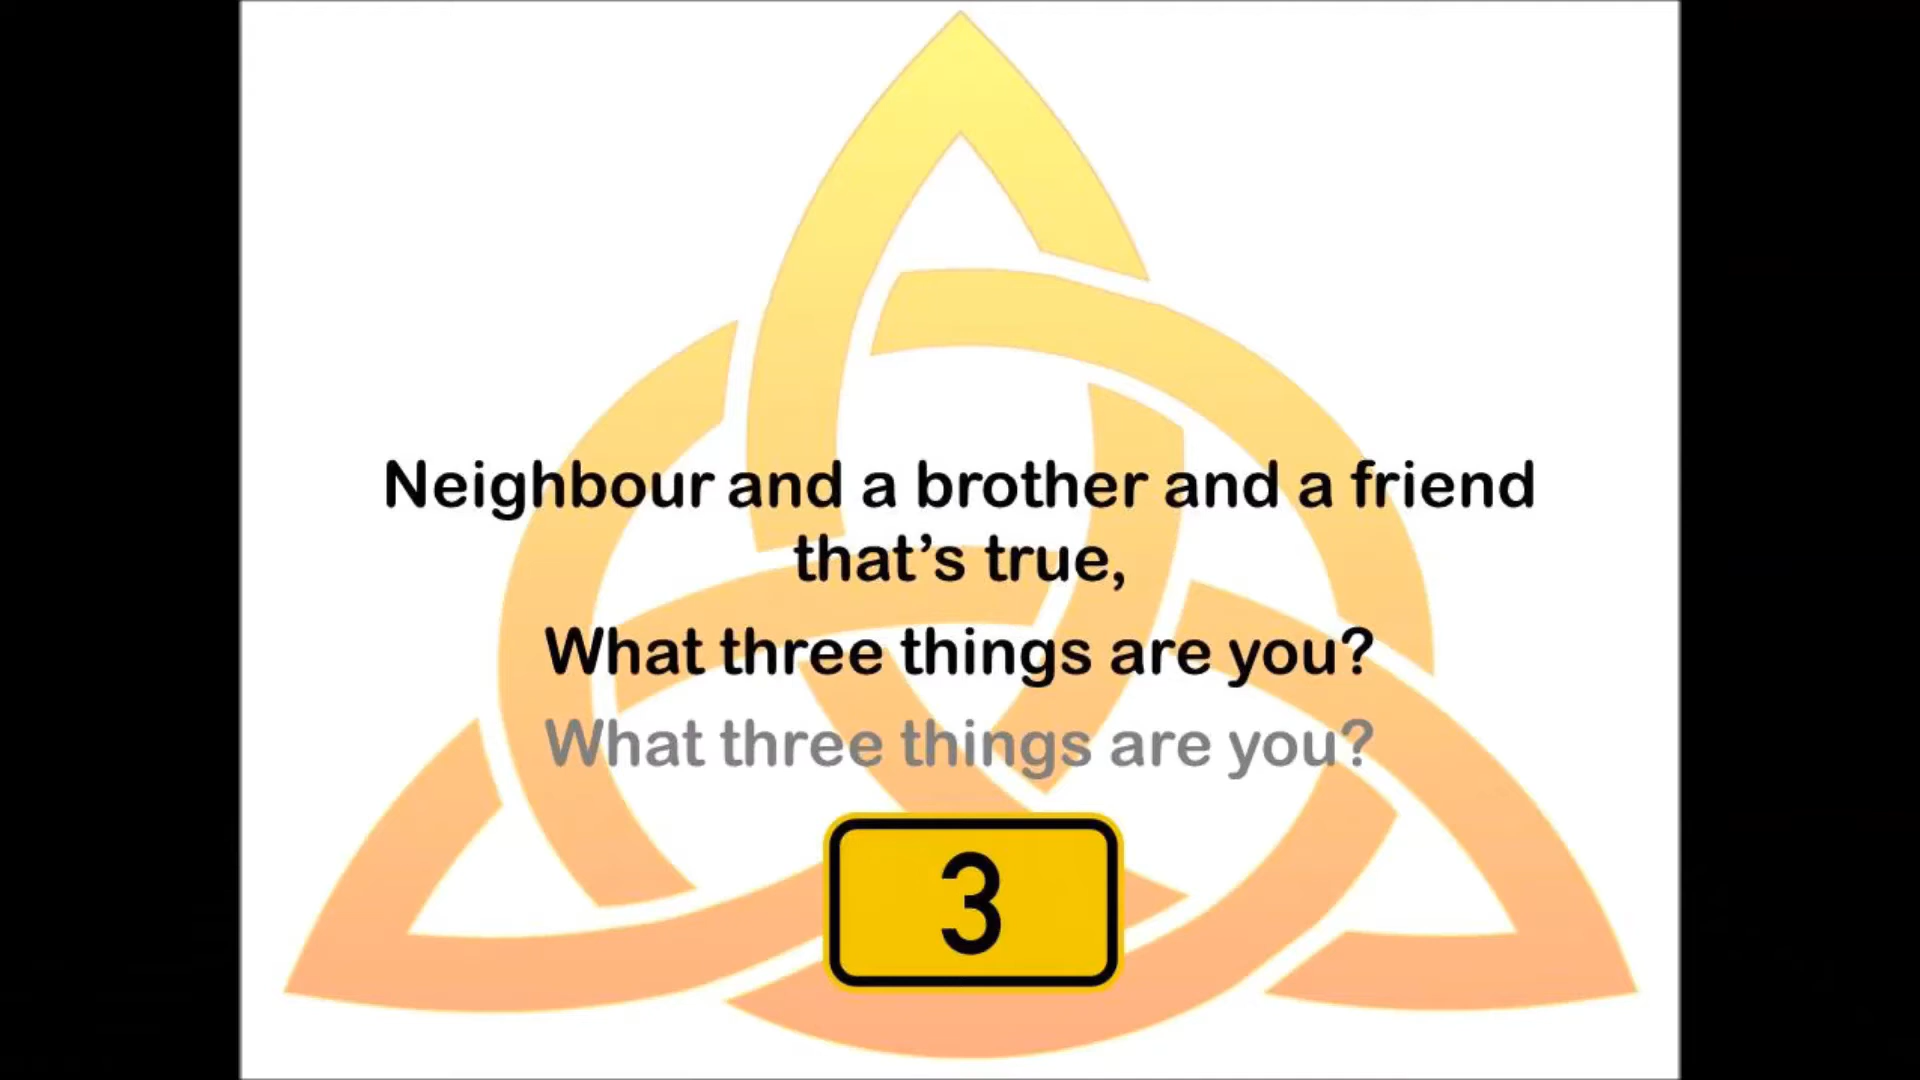 Neighbour and a brother and a friend
that's true,
What three things are you?
What three things are you?
3